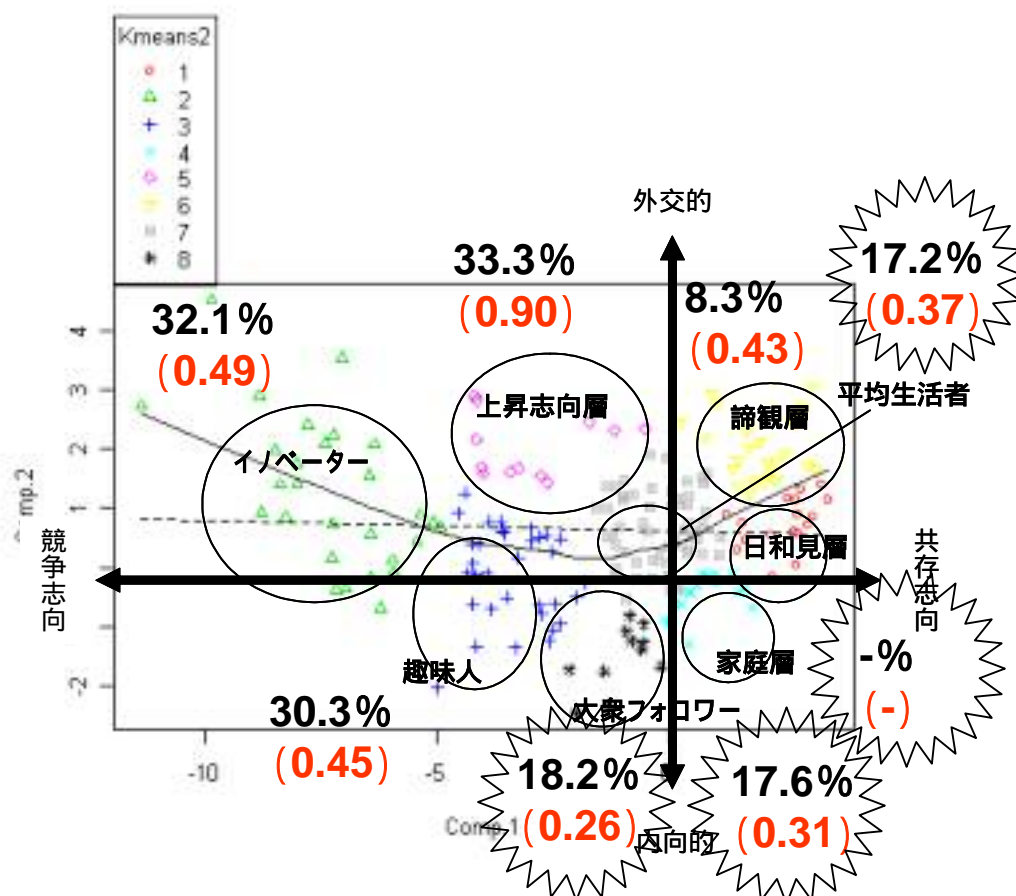 Kmeans2
1
2
3
4
5
6
7
8
外交的
33.3%
(0.90)
17.2%
(0.37)
8.3%
(0.43)
32.1%
(0.49)
平均生活者
上昇志向層
諦観層
イノベーター
日和見層
競争志向
共存志向
趣味人
家庭層
大衆フォロワー
-%
(-)
30.3%
(0.45)
18.2%
(0.26)
17.6%
(0.31)
内向的
4
3
2
1
-2
-10
-5
Comp.1
mp.2